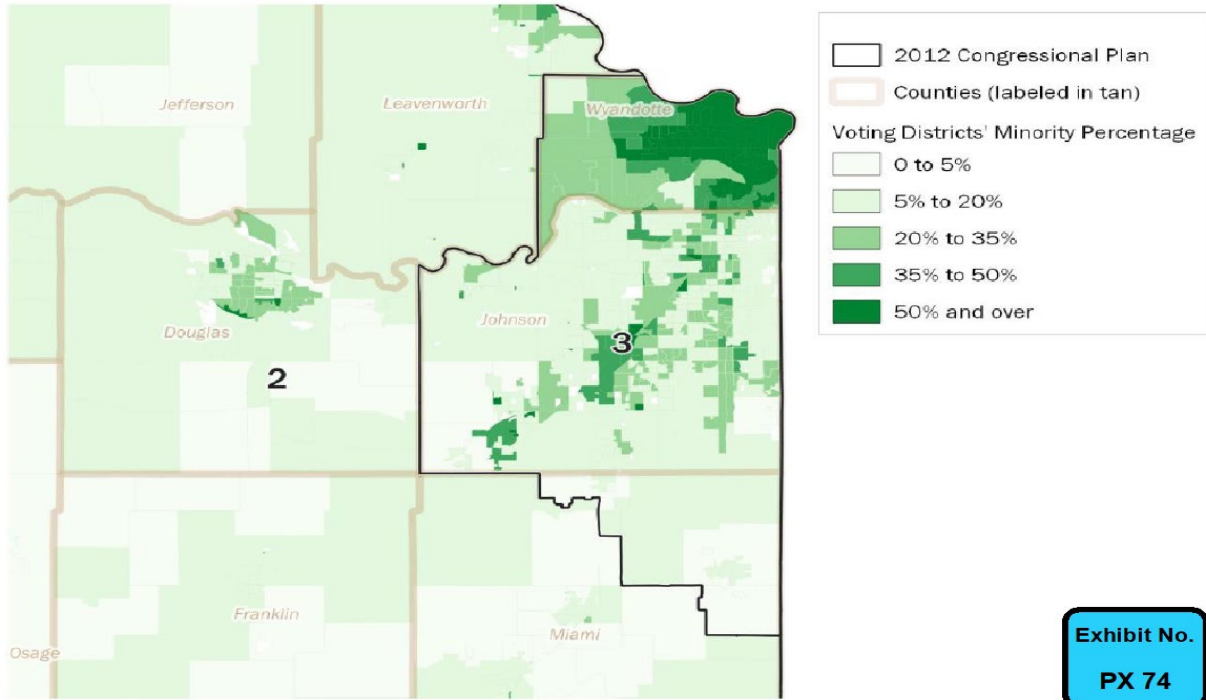 Jefferson
Leavenworth
Wyandotte
Douglas
Johnson
3
2
Franklin
Miami
Osage
2012 Congressional Plan
Counties (labeled in tan)
Voting Districts' Minority Percentage
0 to 5%
5% to 20%
20% to 35%
35% to 50%
50% and over
Exhibit No.
PX 74